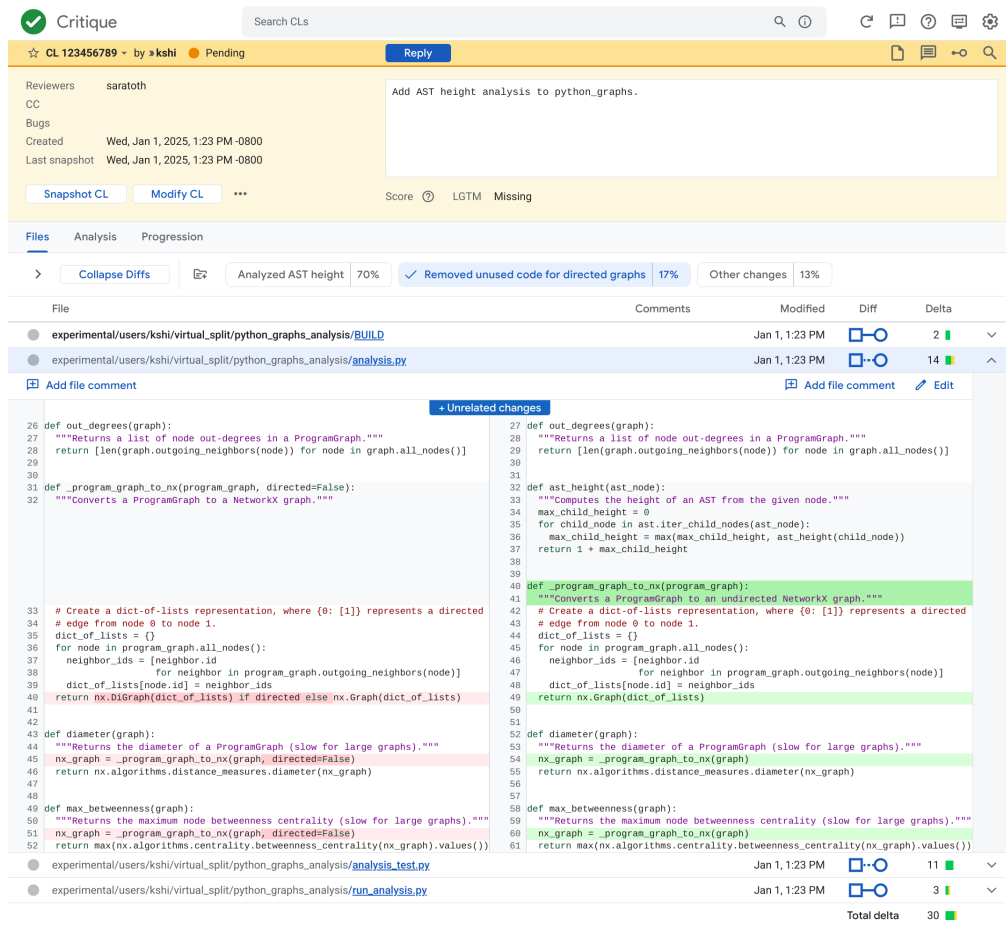 Critique
Search CLs
CL 123456789 by kshi Pending
Reply
Reviewers saratoth
CC
Bugs
Created Wed, Jan 1, 2025, 1:23 PM -0800
Last snapshot Wed, Jan 1, 2025, 1:23 PM -0800
Add AST height analysis to python_graphs.
Snapshot CL Modify CL
Score LGTM Missing
Files Analysis Progression
Collapse Diffs Analyzed AST height 70% Removed unused code for directed graphs 17% Other changes 13%
File Comments Modified Diff Delta
experimental/users/kshi/virtual_split/python_graphs_analysis/BUILD Jan 1, 1:23 PM 2
experimental/users/kshi/virtual_split/python_graphs_analysis/analysis.py Jan 1, 1:23 PM 14
Add file comment Add file comment Edit
+ Unrelated changes
26 def out_degrees(graph):
27   """Returns a list of node out-degrees in a ProgramGraph."""
28   return [len(graph.outgoing_neighbors(node)) for node in graph.all_nodes()]
29
30
31 def _program_graph_to_nx(program_graph, directed=False):
32   """Converts a ProgramGraph to a NetworkX graph."""
33   # Create a dict-of-lists representation, where {0: [1]} represents a directed
34   # edge from node 0 to node 1.
35   dict_of_lists = {}
36   for node in program_graph.all_nodes():
37     neighbor_ids = [neighbor.id
38                     for neighbor in program_graph.outgoing_neighbors(node)]
39     dict_of_lists[node.id] = neighbor_ids
40   return nx.DiGraph(dict_of_lists) if directed else nx.Graph(dict_of_lists)
41
42
43 def diameter(graph):
44   """Returns the diameter of a ProgramGraph (slow for large graphs)."""
45   nx_graph = _program_graph_to_nx(graph, directed=False)
46   return nx.algorithms.distance_measures.diameter(nx_graph)
47
48
49 def max_betweenness(graph):
50   """Returns the maximum node betweenness centrality (slow for large graphs)."""
51   nx_graph = _program_graph_to_nx(graph, directed=False)
52   return max(nx.algorithms.centrality.betweenness_centrality(nx_graph).values())
27 def out_degrees(graph):
28   """Returns a list of node out-degrees in a ProgramGraph."""
29   return [len(graph.outgoing_neighbors(node)) for node in graph.all_nodes()]
30
31
32 def ast_height(ast_node):
33   """Computes the height of an AST from the given node."""
34   max_child_height = 0
35   for child_node in ast.iter_child_nodes(ast_node):
36     max_child_height = max(max_child_height, ast_height(child_node))
37   return 1 + max_child_height
38
39
40 def _program_graph_to_nx(program_graph):
41   """Converts a ProgramGraph to an undirected NetworkX graph."""
42   # Create a dict-of-lists representation, where {0: [1]} represents a directed
43   # edge from node 0 to node 1.
44   dict_of_lists = {}
45   for node in program_graph.all_nodes():
46     neighbor_ids = [neighbor.id
47                     for neighbor in program_graph.outgoing_neighbors(node)]
48     dict_of_lists[node.id] = neighbor_ids
49   return nx.Graph(dict_of_lists)
50
51
52 def diameter(graph):
53   """Returns the diameter of a ProgramGraph (slow for large graphs)."""
54   nx_graph = _program_graph_to_nx(graph)
55   return nx.algorithms.distance_measures.diameter(nx_graph)
56
57
58 def max_betweenness(graph):
59   """Returns the maximum node betweenness centrality (slow for large graphs)."""
60   nx_graph = _program_graph_to_nx(graph)
61   return max(nx.algorithms.centrality.betweenness_centrality(nx_graph).values())
experimental/users/kshi/virtual_split/python_graphs_analysis/analysis_test.py Jan 1, 1:23 PM 11
experimental/users/kshi/virtual_split/python_graphs_analysis/run_analysis.py Jan 1, 1:23 PM 3
Total delta 30